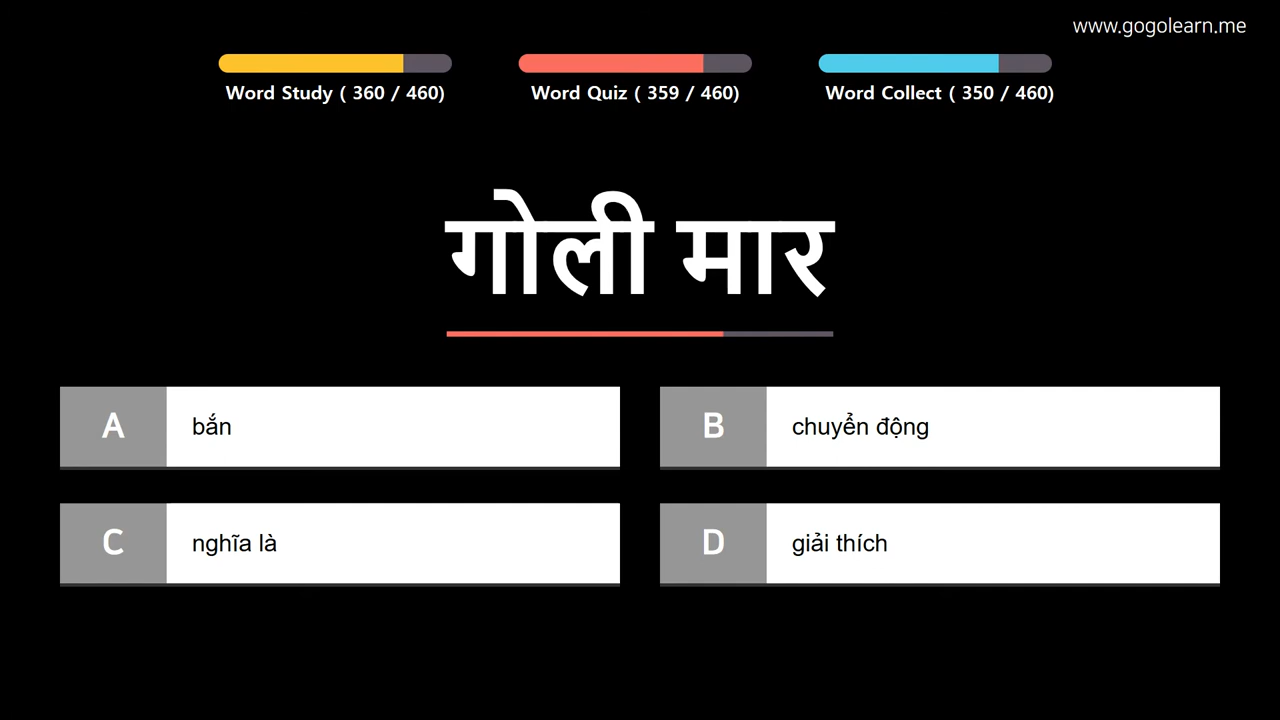 www.gogolearn.me
Word Study ( 360 / 460)
Word Quiz ( 359 / 460)
Word Collect ( 350 / 460)
गोली मार
A bắn
B chuyển động
C nghĩa là
D giải thích